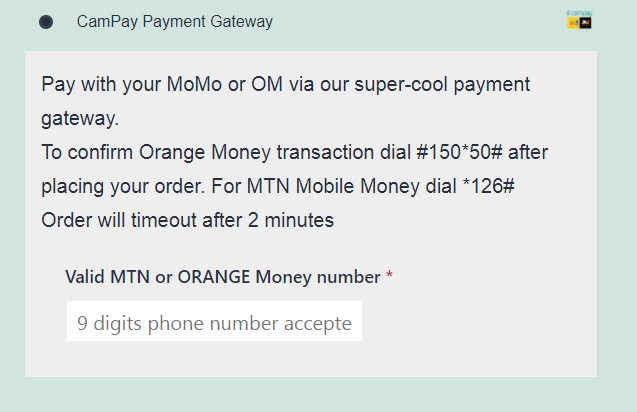 CamPay Payment Gateway
Pay with your MoMo or OM via our super-cool payment
gateway.
To confirm Orange Money transaction dial #150*50# after
placing your order. For MTN Mobile Money dial *126#
Order will timeout after 2 minutes
Valid MTN or ORANGE Money number *
9 digits phone number accepte